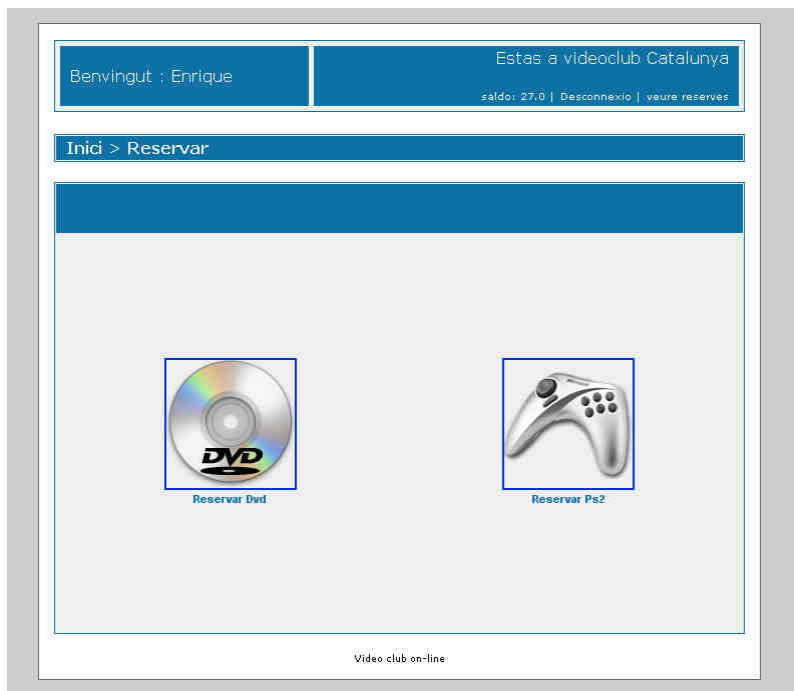 Benvingut : Enrique
Estas a videoclub Catalunya
saldo: 27.0 | Desconnexio | veure reserves
Inici > Reservar
DVD
Reservar Dvd
Reservar Ps2
Video club on-line